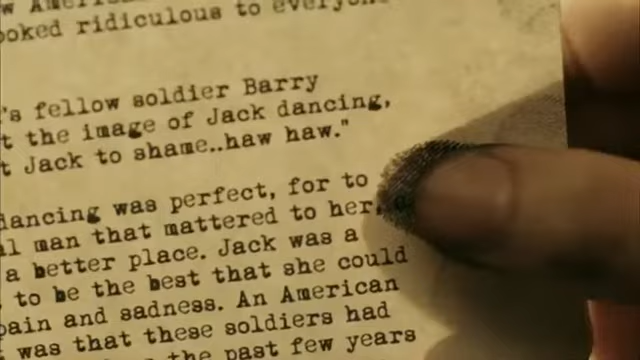 ooked ridiculous to everyone
's fellow soldier Barry
t the image of Jack dancing,
t Jack to shame..haw haw."
dancing was perfect, for to
l man that mattered to her,
a better place. Jack was a
to be the best that she could
pain and sadness. An American
was that these soldiers had
the past few years